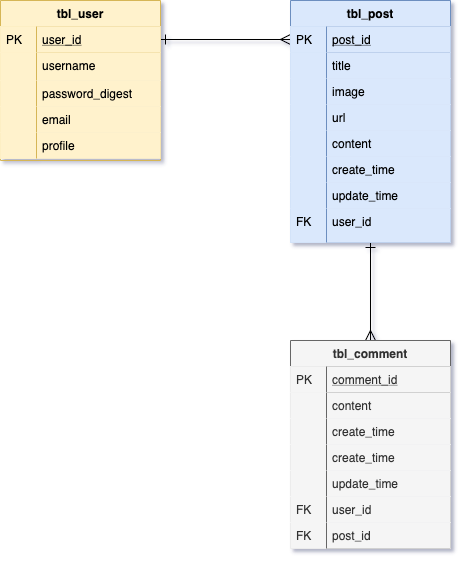 tbl_user
PK user_id
username
password_digest
email
profile
tbl_post
PK post_id
title
image
url
content
create_time
update_time
FK user_id
tbl_comment
PK comment_id
content
create_time
create_time
update_time
FK user_id
FK post_id